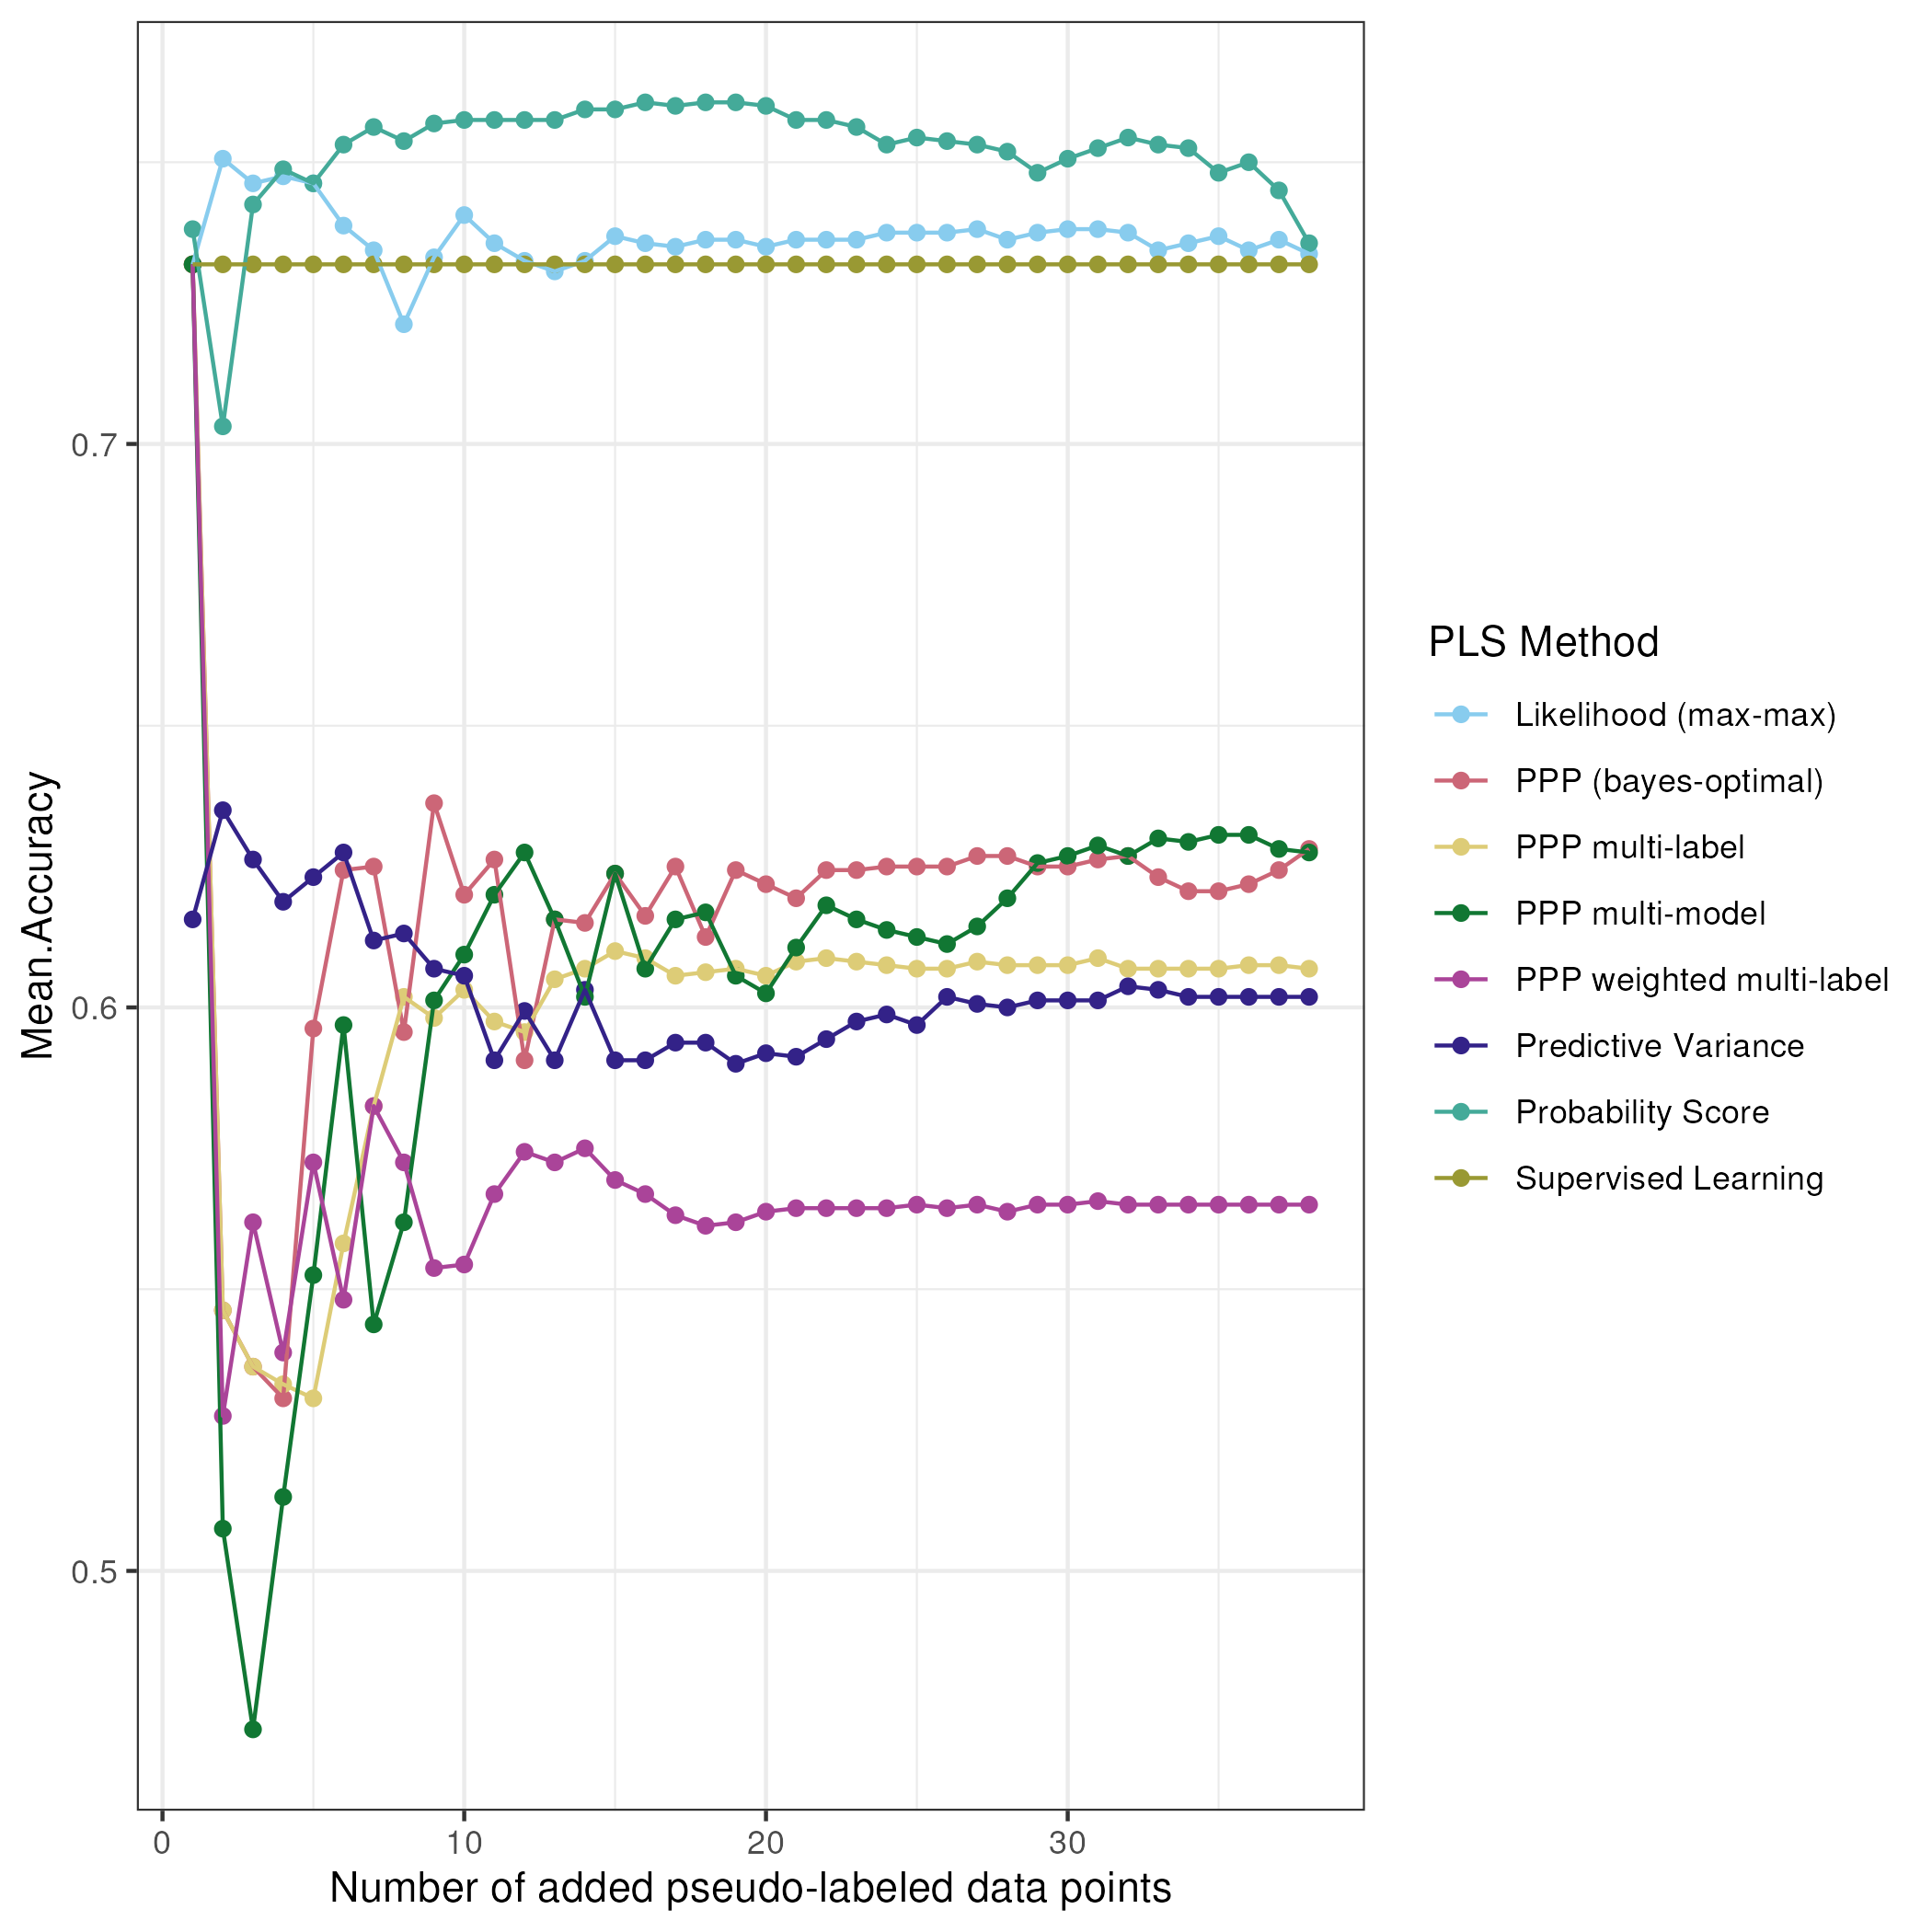 Mean.Accuracy
0.7
0.6
0.5
0
10
20
30
Number of added pseudo-labeled data points
PLS Method
Likelihood (max-max)
PPP (bayes-optimal)
PPP multi-label
PPP multi-model
PPP weighted multi-label
Predictive Variance
Probability Score
Supervised Learning